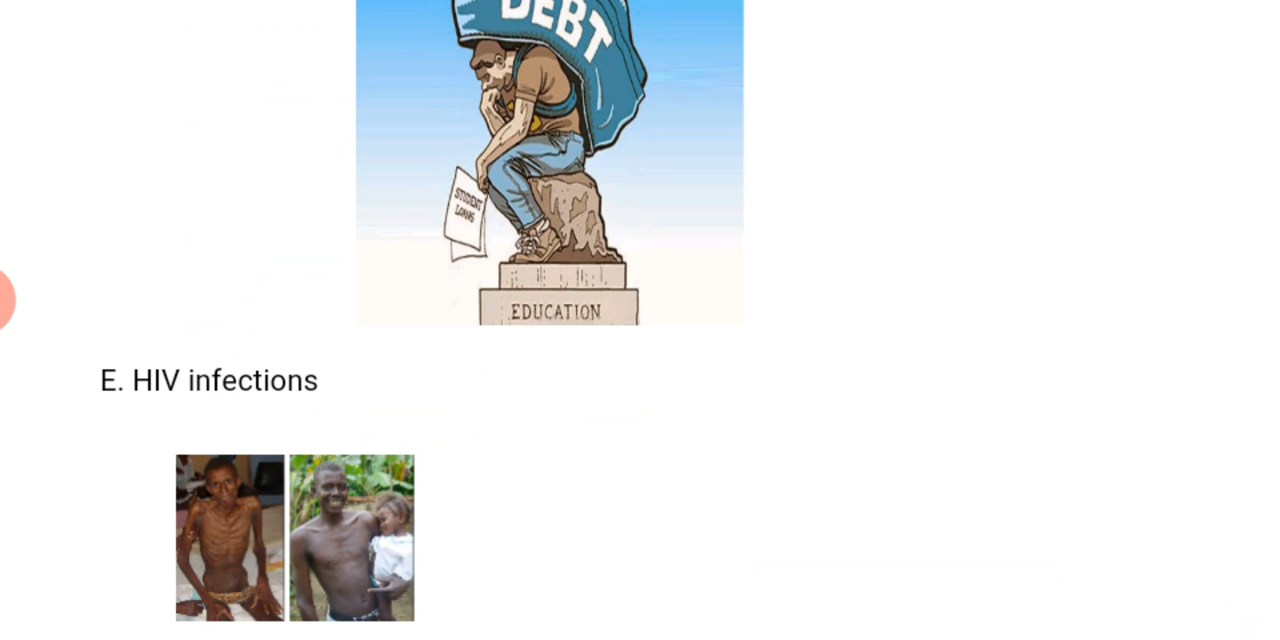 DEBT
STUDENT
LOANS
EDUCATION
E. HIV infections